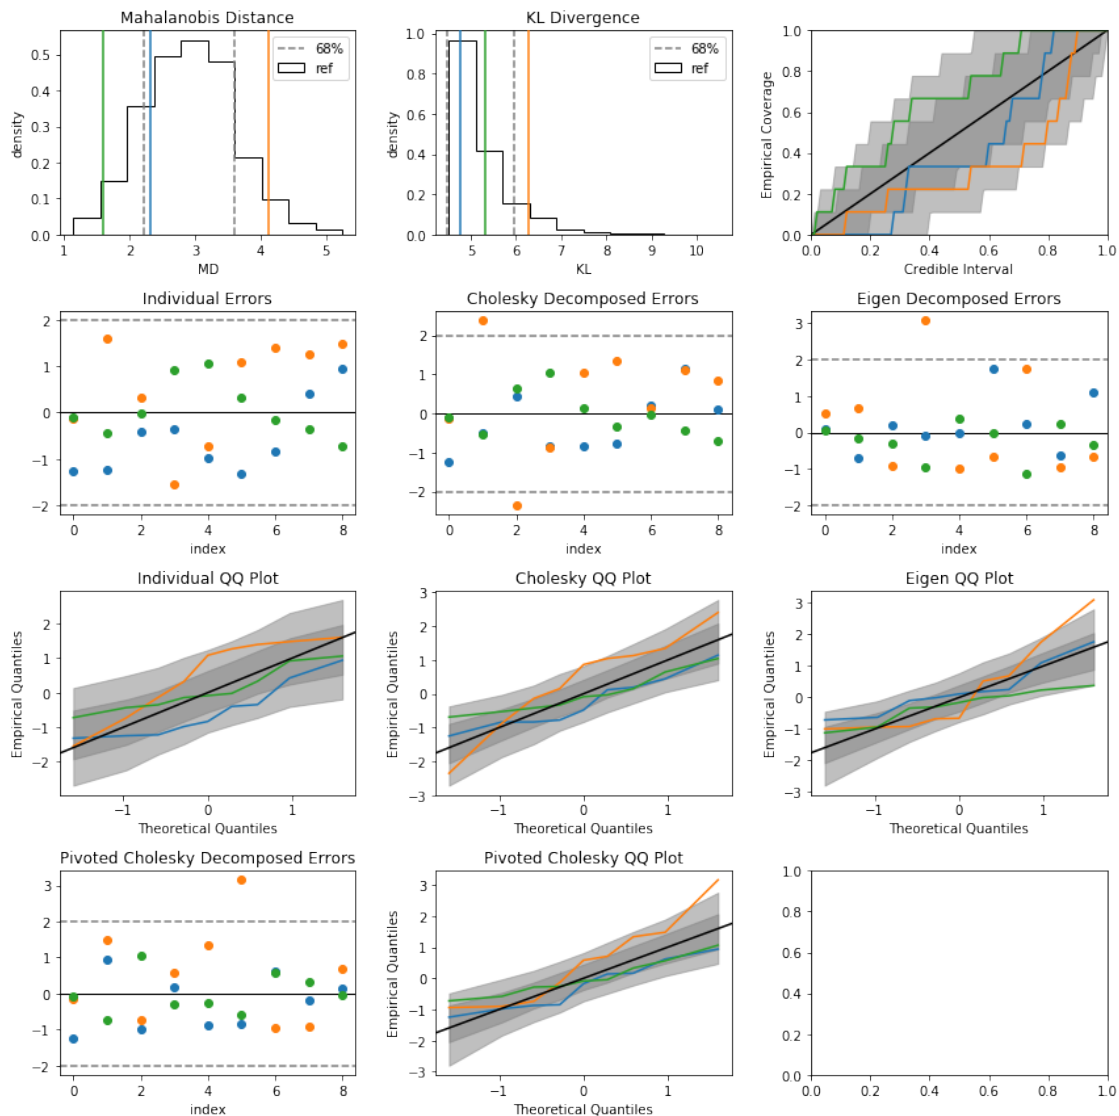 Mahalanobis Distance
density
0.5
0.4
0.3
0.2
0.1
0.0
68%
ref
1 2 3 4 5
MD
KL Divergence
density
1.0
0.8
0.6
0.4
0.2
0.0
68%
ref
5 6 7 8 9 10
KL
Empirical Coverage
1.0
0.8
0.6
0.4
0.2
0.0
0.0 0.2 0.4 0.6 0.8 1.0
Credible Interval
Individual Errors
2
1
0
−1
−2
0 2 4 6 8
index
Cholesky Decomposed Errors
2
1
0
−1
−2
0 2 4 6 8
index
Eigen Decomposed Errors
3
2
1
0
−1
−2
0 2 4 6 8
index
Individual QQ Plot
Empirical Quantiles
2
1
0
−1
−2
−1 0 1
Theoretical Quantiles
Cholesky QQ Plot
Empirical Quantiles
3
2
1
0
−1
−2
−3
−1 0 1
Theoretical Quantiles
Eigen QQ Plot
Empirical Quantiles
3
2
1
0
−1
−2
−3
−1 0 1
Theoretical Quantiles
Pivoted Cholesky Decomposed Errors
3
2
1
0
−1
−2
0 2 4 6 8
index
Pivoted Cholesky QQ Plot
Empirical Quantiles
3
2
1
0
−1
−2
−3
−1 0 1
Theoretical Quantiles
1.0
0.8
0.6
0.4
0.2
0.0
0.0 0.2 0.4 0.6 0.8 1.0